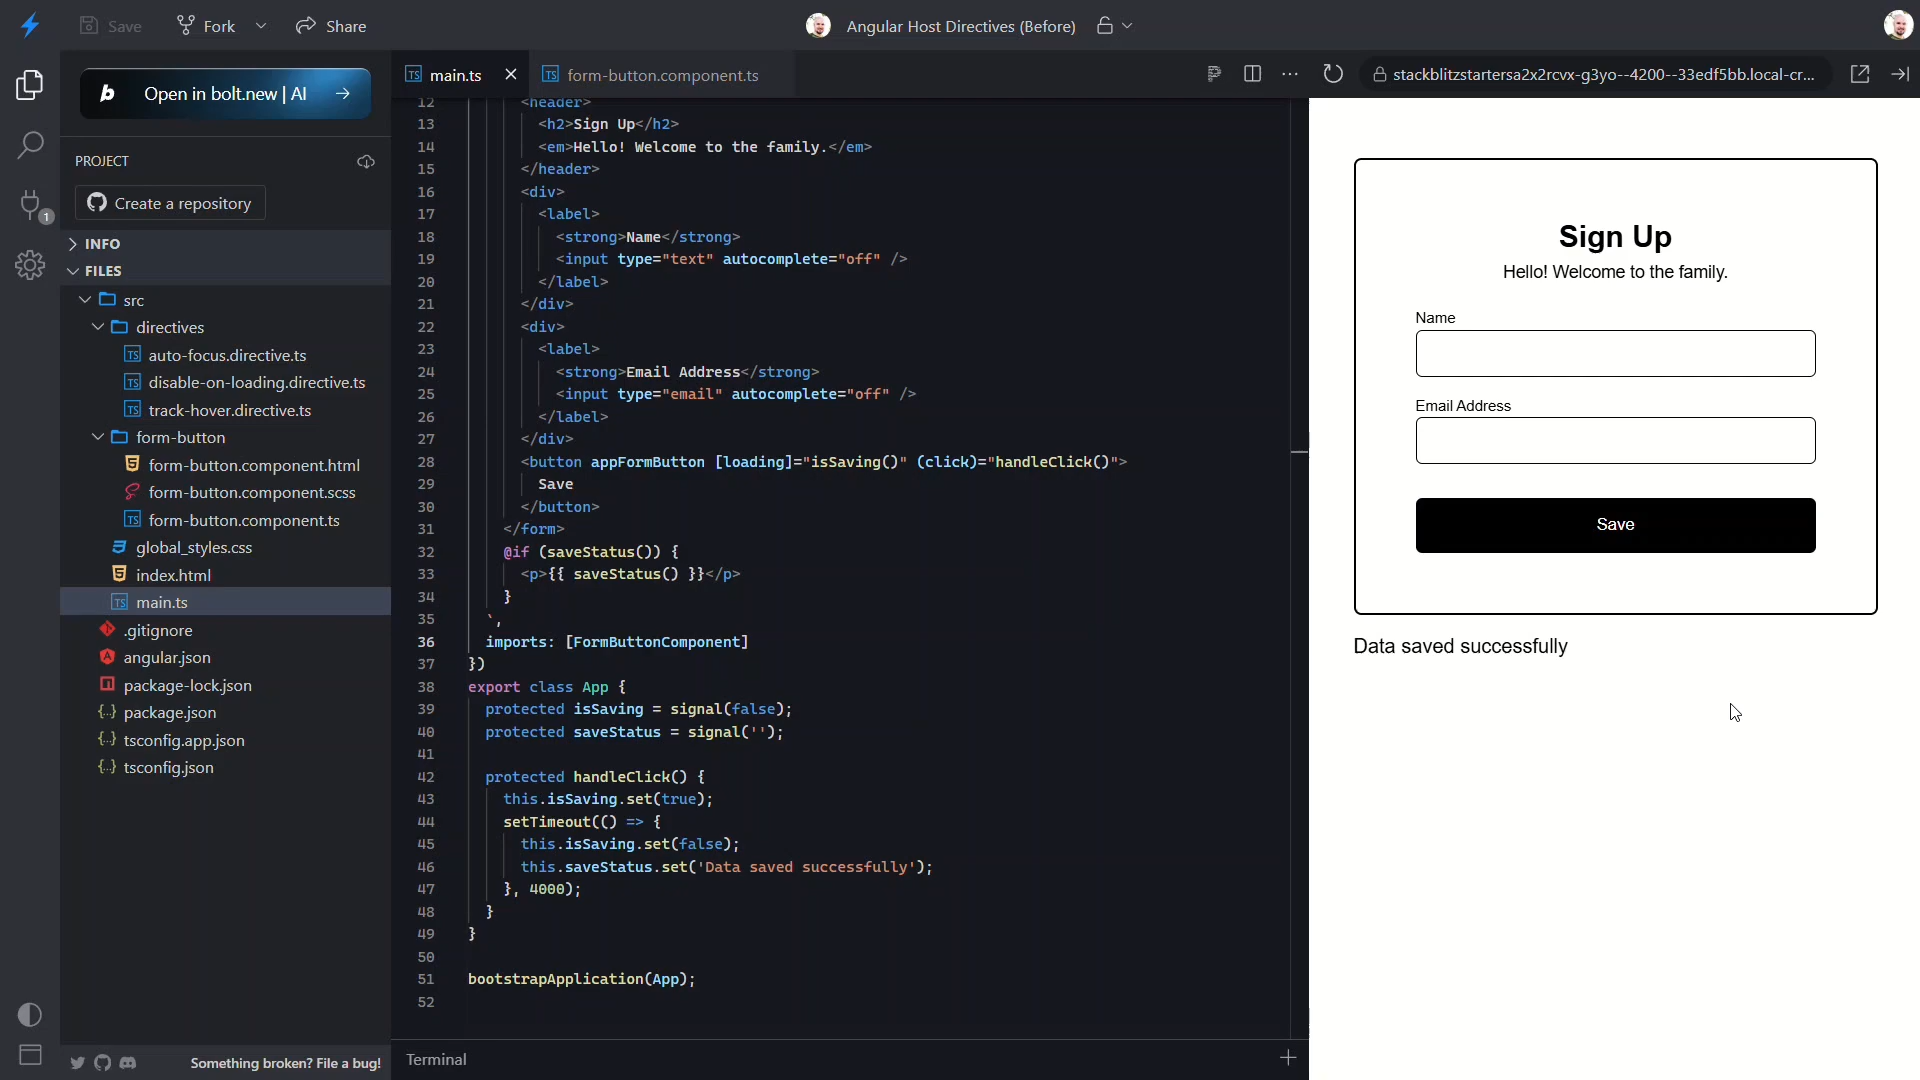 Save
Fork
Share
Angular Host Directives (Before)
b Open in bolt.new | AI
PROJECT
Create a repository
1
INFO
FILES
src
directives
TS auto-focus.directive.ts
TS disable-on-loading.directive.ts
TS track-hover.directive.ts
form-button
form-button.component.html
form-button.component.scss
TS form-button.component.ts
global_styles.css
index.html
TS main.ts
.gitignore
angular.json
package-lock.json
{..} package.json
{..} tsconfig.app.json
{..} tsconfig.json
Something broken? File a bug!
TS main.ts
TS form-button.component.ts
12 <header>
13 <h2>Sign Up</h2>
14 <em>Hello! Welcome to the family.</em>
15 </header>
16 <div>
17 <label>
18 <strong>Name</strong>
19 <input type="text" autocomplete="off" />
20 </label>
21 </div>
22 <div>
23 <label>
24 <strong>Email Address</strong>
25 <input type="email" autocomplete="off" />
26 </label>
27 </div>
28 <button appFormButton [loading]="isSaving()" (click)="handleClick()">
29 Save
30 </button>
31 </form>
32 @if (saveStatus()) {
33 <p>{{ saveStatus() }}</p>
34 }
35 `,
36 imports: [FormButtonComponent]
37 })
38 export class App {
39 protected isSaving = signal(false);
40 protected saveStatus = signal('');
41
42 protected handleClick() {
43 this.isSaving.set(true);
44 setTimeout(() => {
45 this.isSaving.set(false);
46 this.saveStatus.set('Data saved successfully');
47 }, 4000);
48 }
49 }
50
51 bootstrapApplication(App);
52
Terminal
stackblitzstartersa2x2rcvx-g3yo--4200--33edf5bb.local-cr...
Sign Up
Hello! Welcome to the family.
Name
Email Address
Save
Data saved successfully